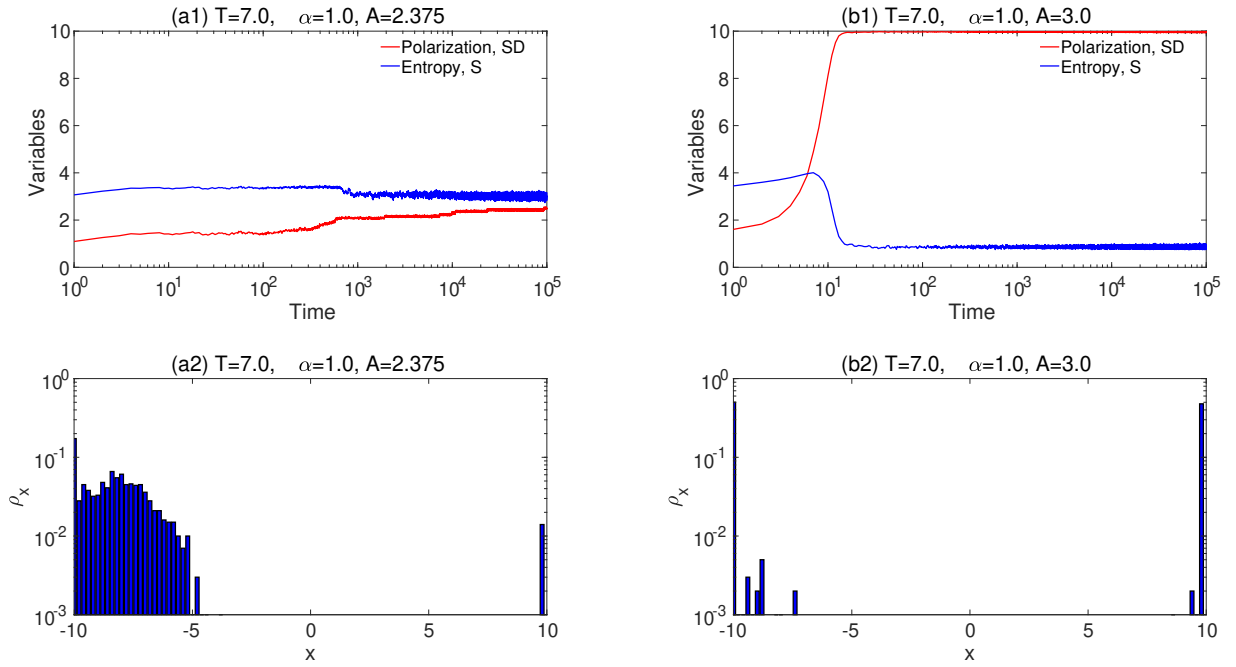 (a1) T=7.0, α=1.0, A=2.375
10
8
6
4
2
0
Variables
Polarization, SD
Entropy, S
10^0 10^1 10^2 10^3 10^4 10^5
Time
(b1) T=7.0, α=1.0, A=3.0
10
8
6
4
2
0
Variables
Polarization, SD
Entropy, S
10^0 10^1 10^2 10^3 10^4 10^5
Time
(a2) T=7.0, α=1.0, A=2.375
10^0
10^-1
10^-2
10^-3
ρ_x
-10 -5 0 5 10
x
(b2) T=7.0, α=1.0, A=3.0
10^0
10^-1
10^-2
10^-3
ρ_x
-10 -5 0 5 10
x